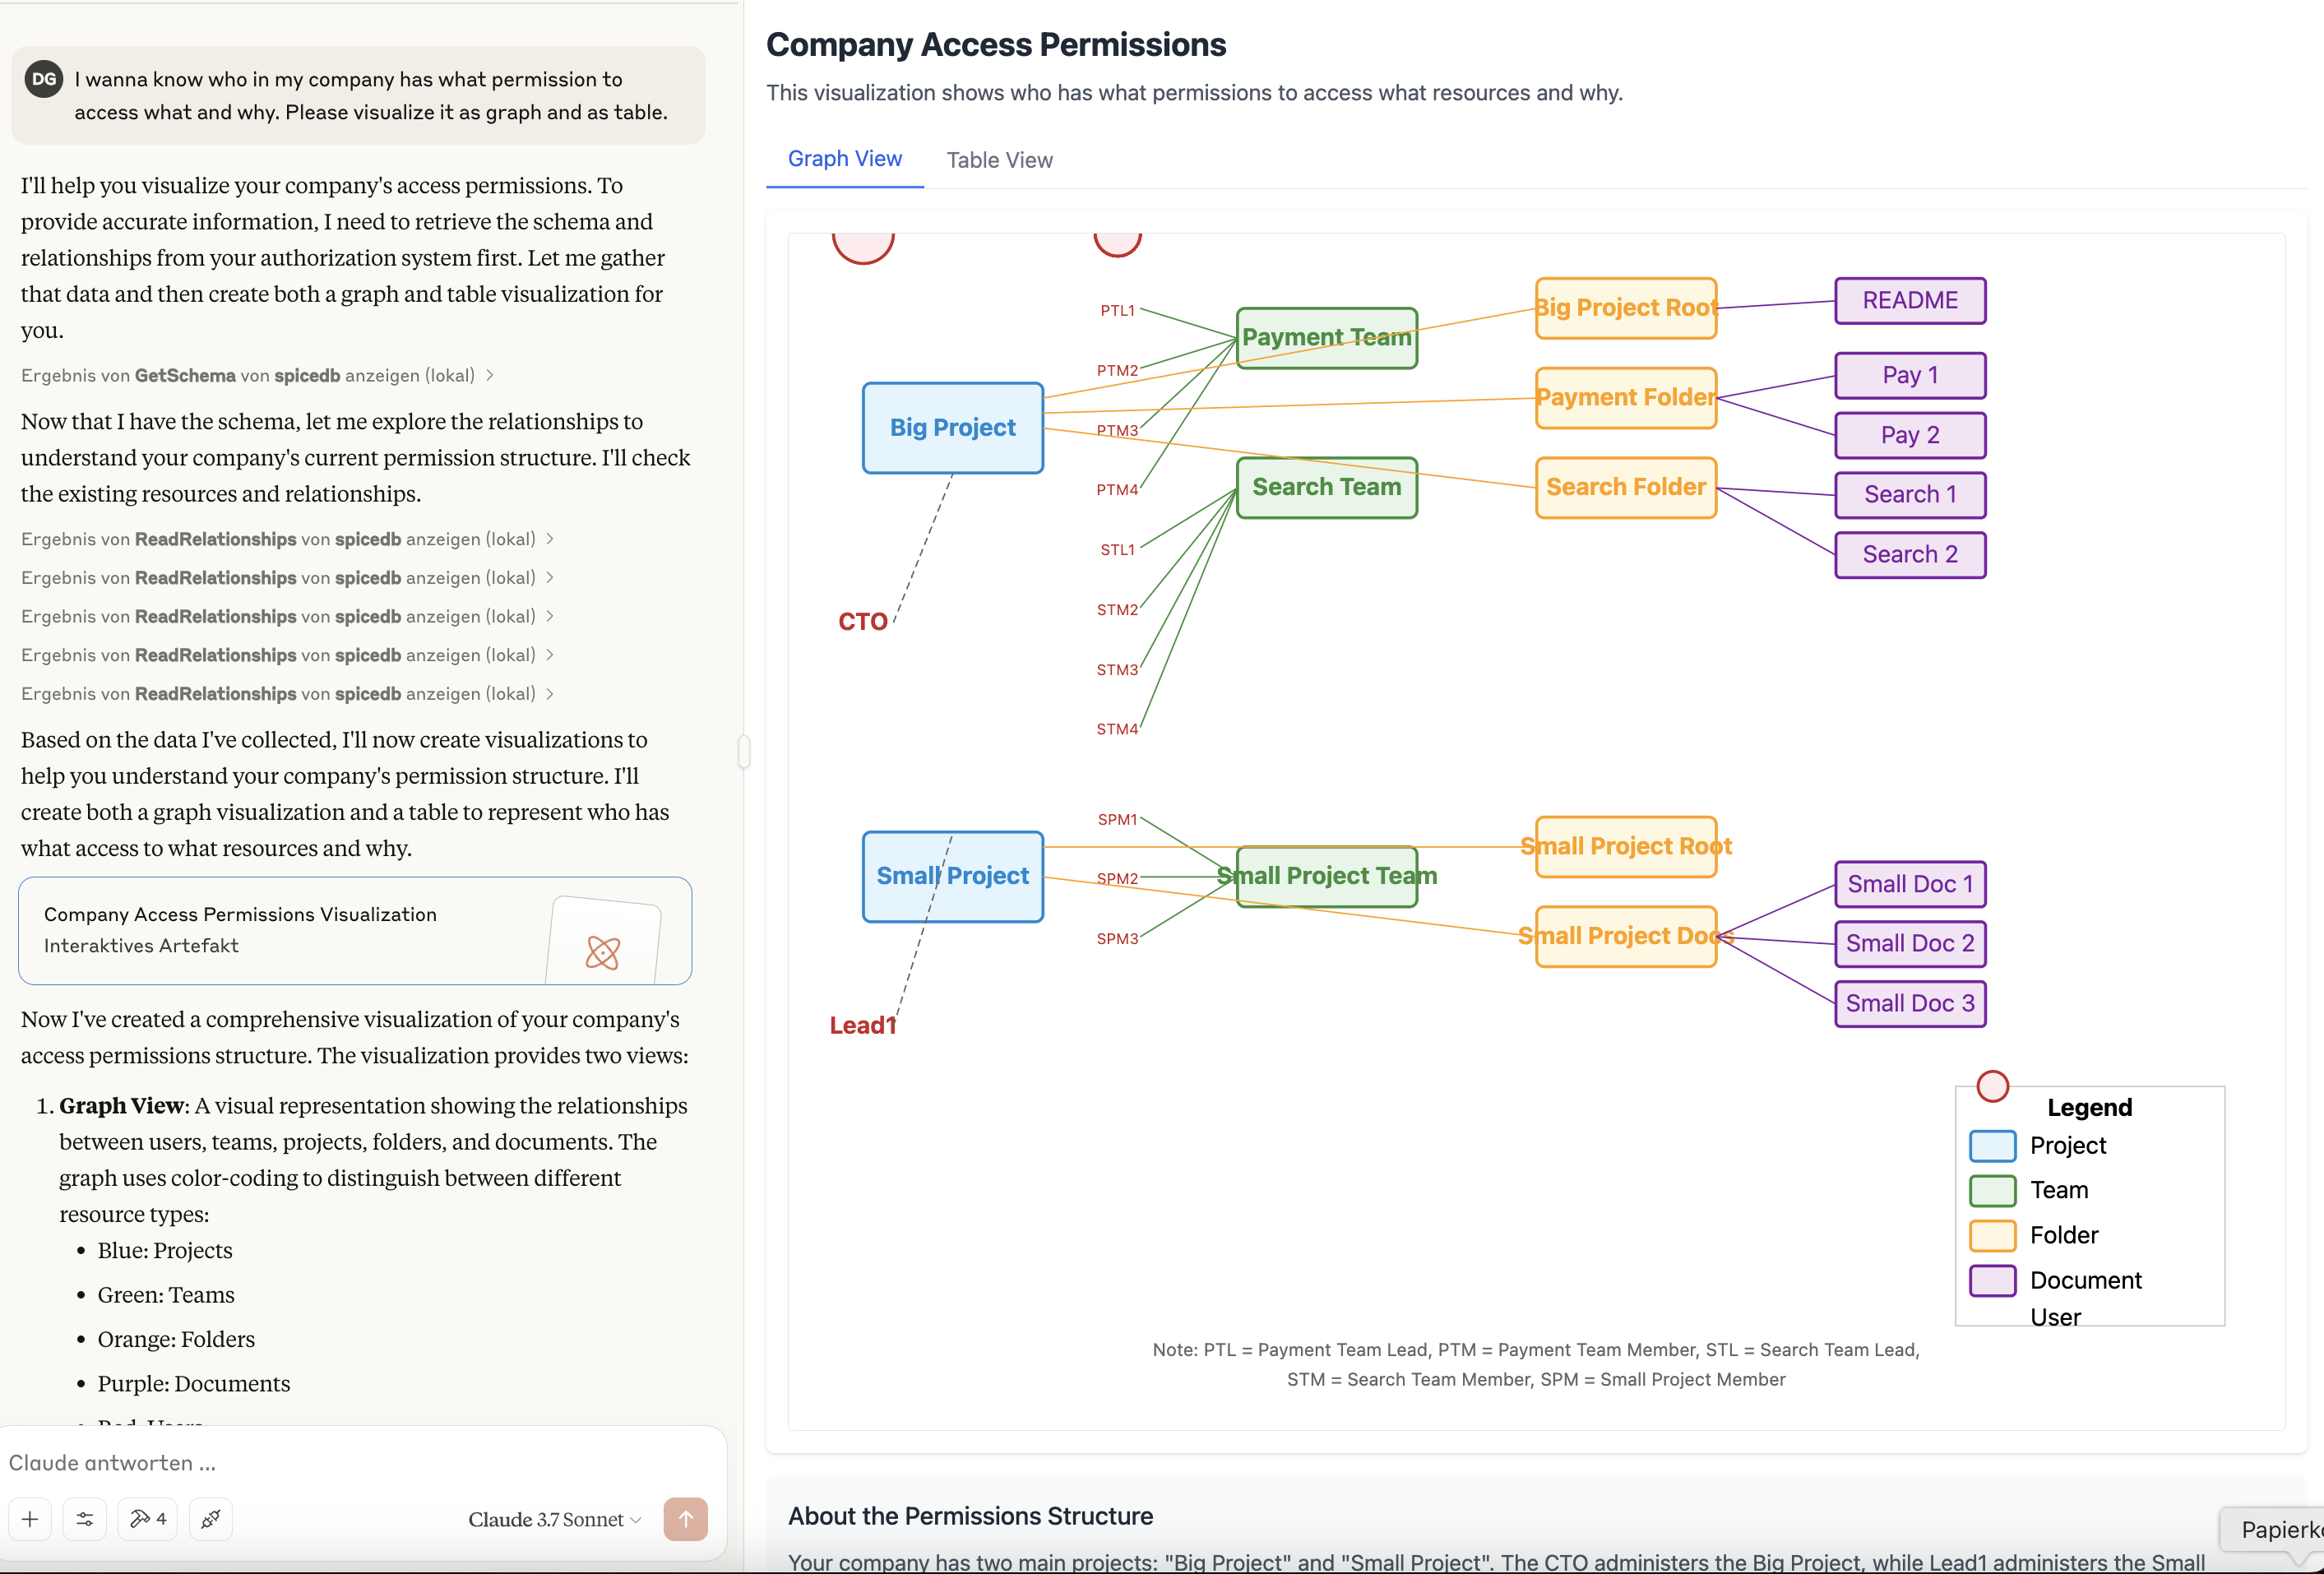 DG
I wanna know who in my company has what permission to
access what and why. Please visualize it as graph and as table.
I'll help you visualize your company's access permissions. To
provide accurate information, I need to retrieve the schema and
relationships from your authorization system first. Let me gather
that data and then create both a graph and table visualization for
you.
Ergebnis von GetSchema von spicedb anzeigen (lokal)
Now that I have the schema, let me explore the relationships to
understand your company's current permission structure. I'll check
the existing resources and relationships.
Ergebnis von ReadRelationships von spicedb anzeigen (lokal)
Ergebnis von ReadRelationships von spicedb anzeigen (lokal)
Ergebnis von ReadRelationships von spicedb anzeigen (lokal)
Ergebnis von ReadRelationships von spicedb anzeigen (lokal)
Ergebnis von ReadRelationships von spicedb anzeigen (lokal)
Based on the data I've collected, I'll now create visualizations to
help you understand your company's permission structure. I'll
create both a graph visualization and a table to represent who has
what access to what resources and why.
Company Access Permissions Visualization
Interaktives Artefakt
Now I've created a comprehensive visualization of your company's
access permissions structure. The visualization provides two views:
1. Graph View: A visual representation showing the relationships
between users, teams, projects, folders, and documents. The
graph uses color-coding to distinguish between different
resource types:
• Blue: Projects
• Green: Teams
• Orange: Folders
• Purple: Documents
• Red: Users
Claude antworten ...
4
Claude 3.7 Sonnet
Company Access Permissions
This visualization shows who has what permissions to access what resources and why.
Graph View
Table View
Big Project
CTO
PTL1
PTM2
PTM3
PTM4
STL1
STM2
STM3
STM4
Payment Team
Search Team
Big Project Root
Payment Folder
Search Folder
README
Pay 1
Pay 2
Search 1
Search 2
Small Project
Lead1
SPM1
SPM2
SPM3
Small Project Team
Small Project Root
Small Project Docs
Small Doc 1
Small Doc 2
Small Doc 3
Legend
Project
Team
Folder
Document
User
Note: PTL = Payment Team Lead, PTM = Payment Team Member, STL = Search Team Lead,
STM = Search Team Member, SPM = Small Project Member
About the Permissions Structure
Your company has two main projects: "Big Project" and "Small Project". The CTO administers the Big Project, while Lead1 administers the Small